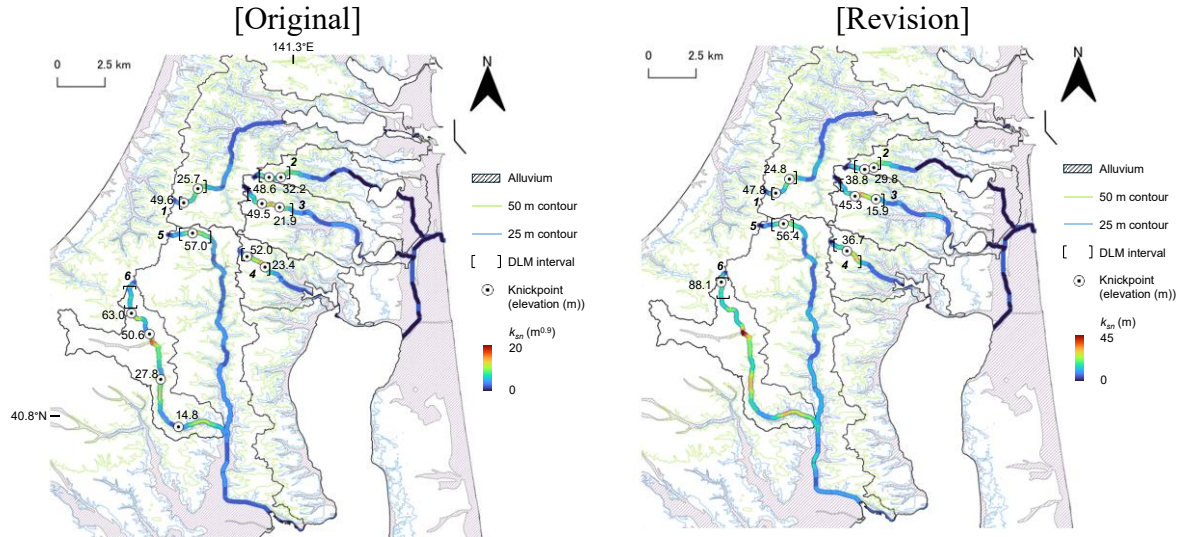 [Original]
141.3°E
0 2.5 km
N
2
25.7
48.6 32.2
49.6
1
49.5 3
21.9
5
57.0
52.0
4 23.4
6
63.0
50.6
27.8
14.8
40.8°N
Alluvium
50 m contour
25 m contour
[ ] DLM interval
Knickpoint
(elevation (m))
ksn (m0.9)
20
0
[Revision]
0 2.5 km
N
2
24.8
38.8 29.8
47.8
1
45.3 3
15.9
5
56.4
36.7
4
6
88.1
Alluvium
50 m contour
25 m contour
[ ] DLM interval
Knickpoint
(elevation (m))
ksn (m)
45
0